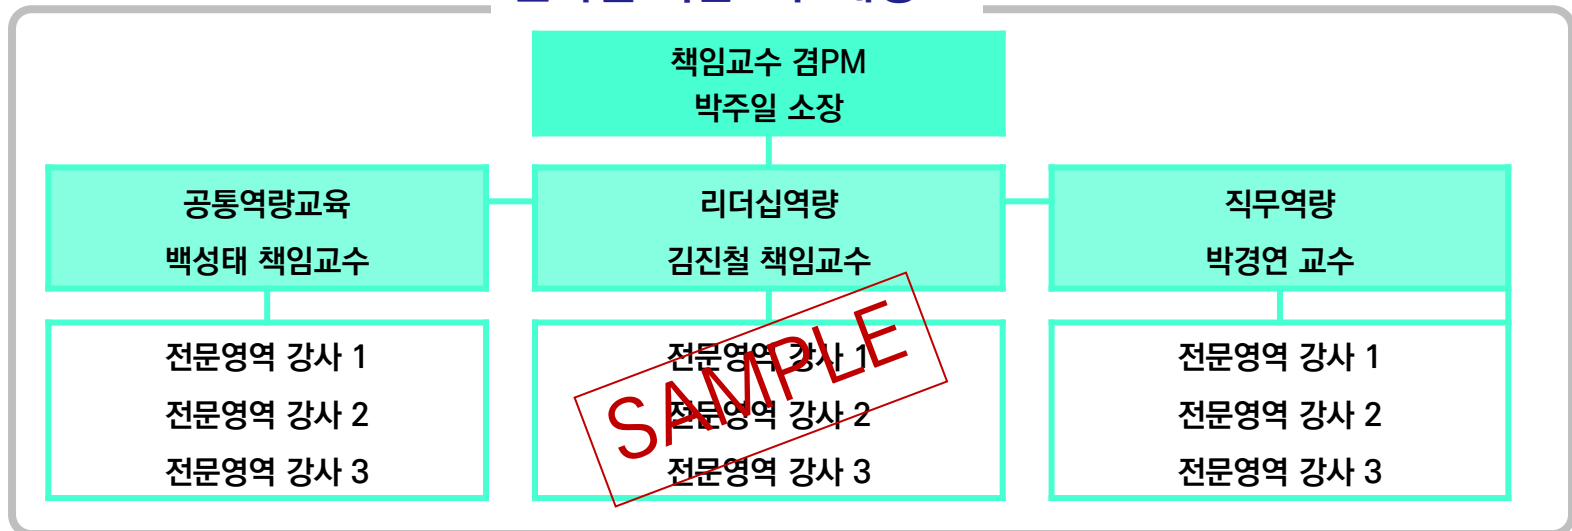 책임교수 겸PM
박주일 소장
공통역량교육
백성태 책임교수
리더십역량
김진철 책임교수
직무역량
박경연 교수
전문영역 강사 1
전문영역 강사 2
전문영역 강사 3
전문영역 강사 1
전문영역 강사 2
전문영역 강사 3
SAMPLE
전문영역 강사 1
전문영역 강사 2
전문영역 강사 3